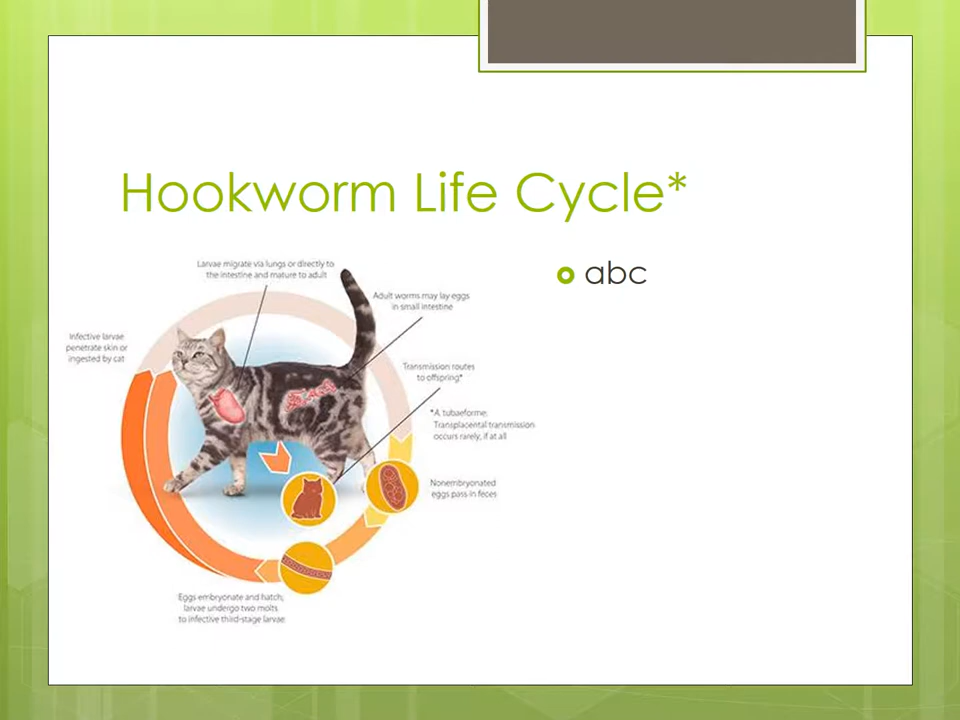 Hookworm Life Cycle*
Larvae migrate via lungs or directly to
the intestine and mature to adult
Adult worms may lay eggs
in small intestine
Infective larvae
penetrate skin or
ingested by cat
Transmission routes
to offspring*
*A. tubaeforme.
Transplacental transmission
occurs rarely, if at all
Nonembryonated
eggs pass in feces
Eggs embryonate and hatch;
larvae undergo two molts
to infective third-stage larvae
abc